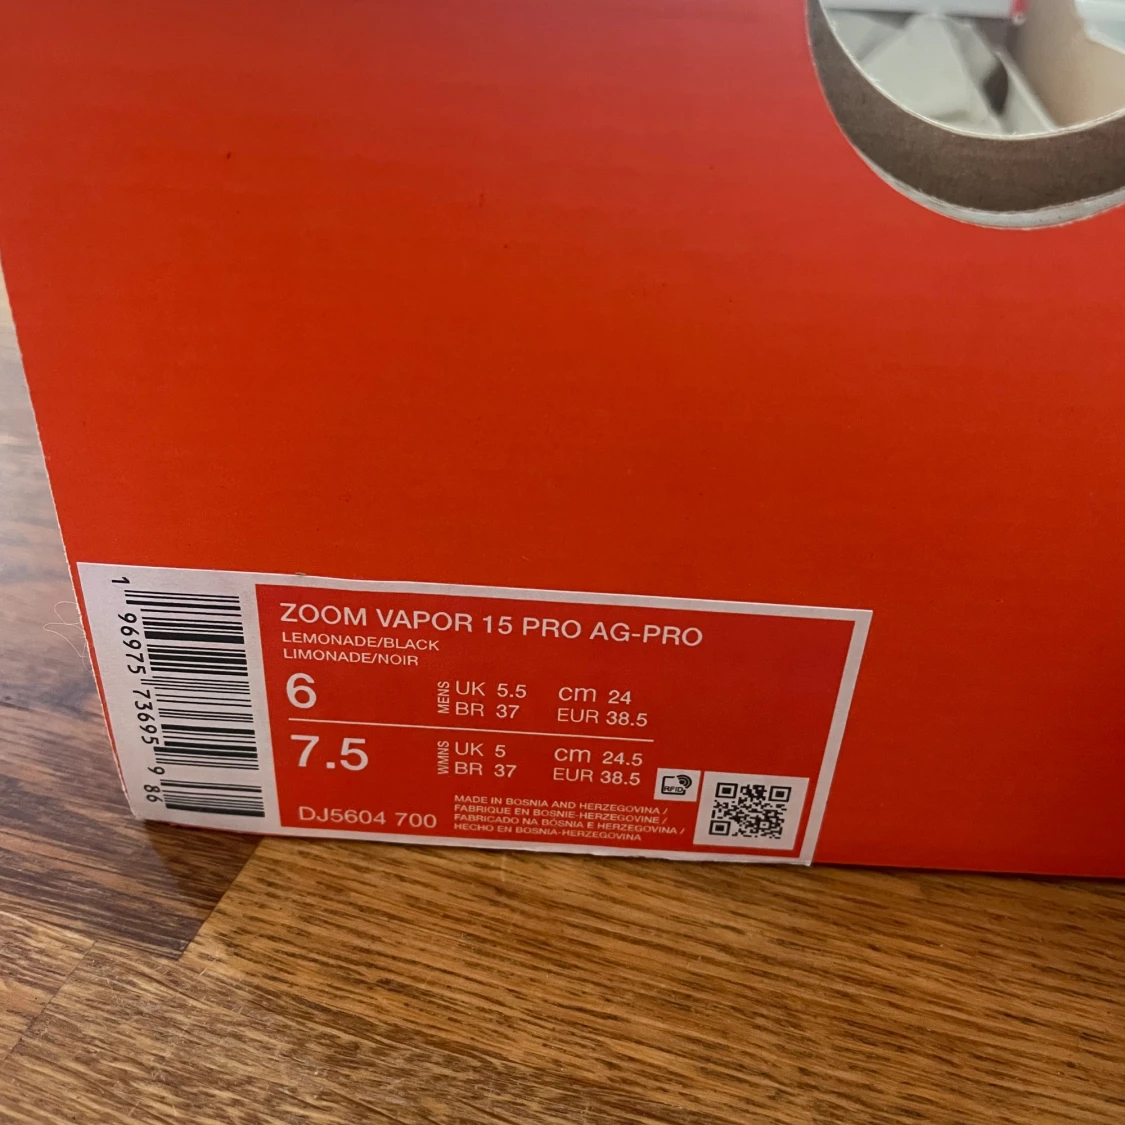 1 96975 73695 9 86
ZOOM VAPOR 15 PRO AG-PRO
LEMONADE/BLACK
LIMONADE/NOIR
6 MENS UK 5.5 cm 24
BR 37 EUR 38.5
7.5 WMNS UK 5 cm 24.5
BR 37 EUR 38.5
RFID
DJ5604 700
MADE IN BOSNIA AND HERZEGOVINA /
FABRIQUE EN BOSNIE-HERZEGOVINE /
FABRICADO NA BÓSNIA E HERZEGOVINA /
HECHO EN BOSNIA-HERZEGOVINA